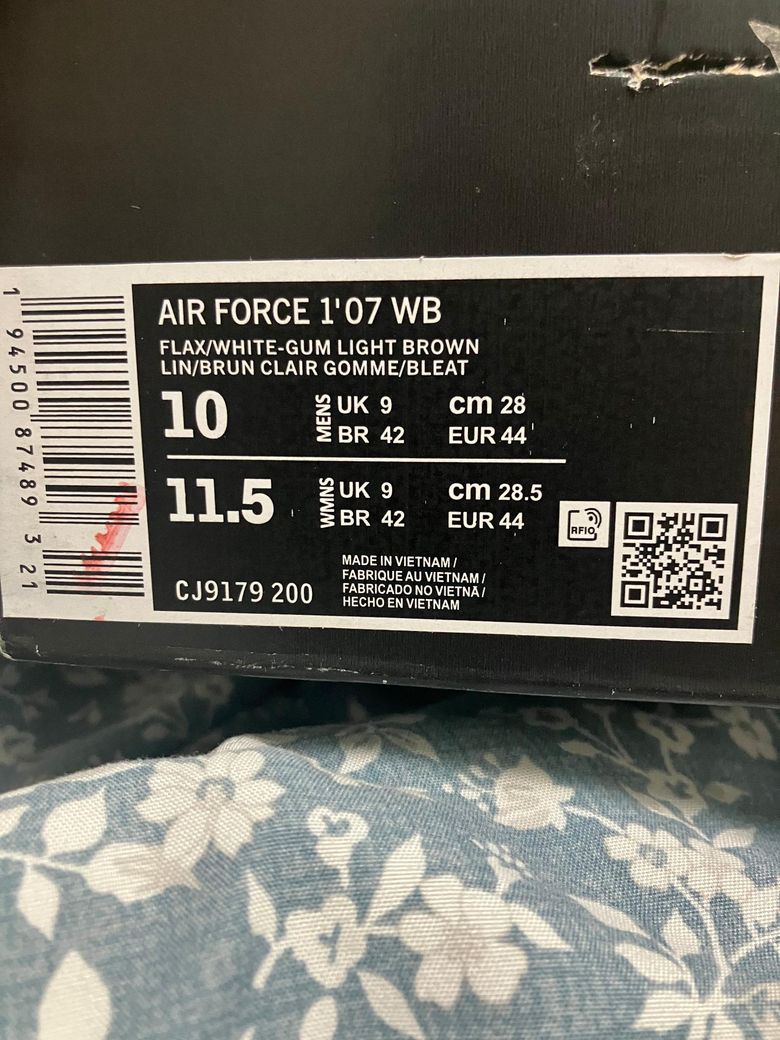 AIR FORCE 1'07 WB
FLAX/WHITE-GUM LIGHT BROWN
LIN/BRUN CLAIR GOMME/BLEAT
10 MENS UK 9 cm 28
BR 42 EUR 44
11.5 WMNS UK 9 cm 28.5
BR 42 EUR 44
RFID
CJ9179 200
MADE IN VIETNAM /
FABRIQUE AU VIETNAM /
FABRICADO NO VIETNÃ /
HECHO EN VIETNAM
1 94500 87489 3 21